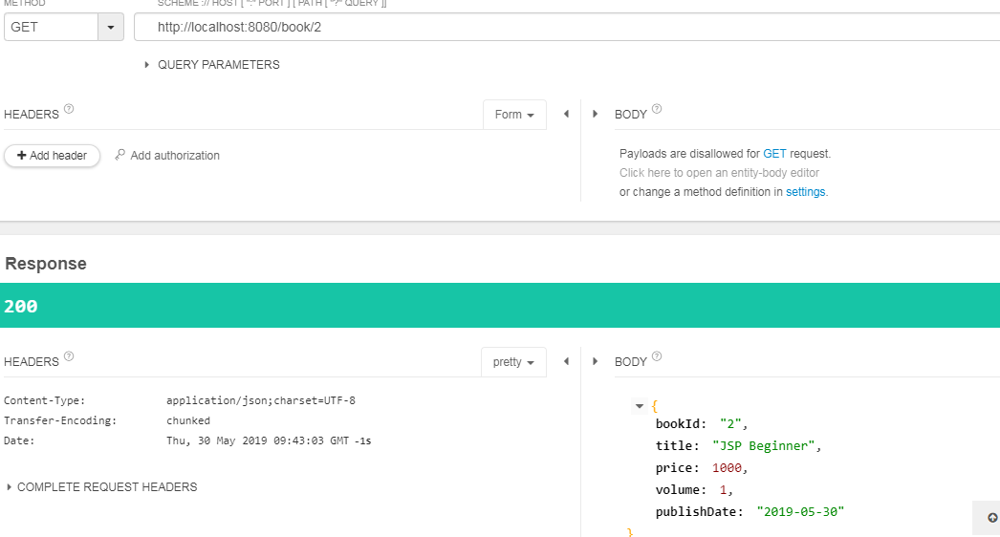 METHOD
SCHEME :// HOST [ ":" PORT ] [ PATH [ "?" QUERY ]]
GET
http://localhost:8080/book/2
QUERY PARAMETERS
HEADERS ?
Form
BODY ?
+ Add header
Add authorization
Payloads are disallowed for GET request.
Click here to open an entity-body editor
or change a method definition in settings.
Response
200
HEADERS ?
pretty
BODY ?
Content-Type: application/json;charset=UTF-8
Transfer-Encoding: chunked
Date: Thu, 30 May 2019 09:43:03 GMT -1s
COMPLETE REQUEST HEADERS
{
bookId: "2",
title: "JSP Beginner",
price: 1000,
volume: 1,
publishDate: "2019-05-30"
}